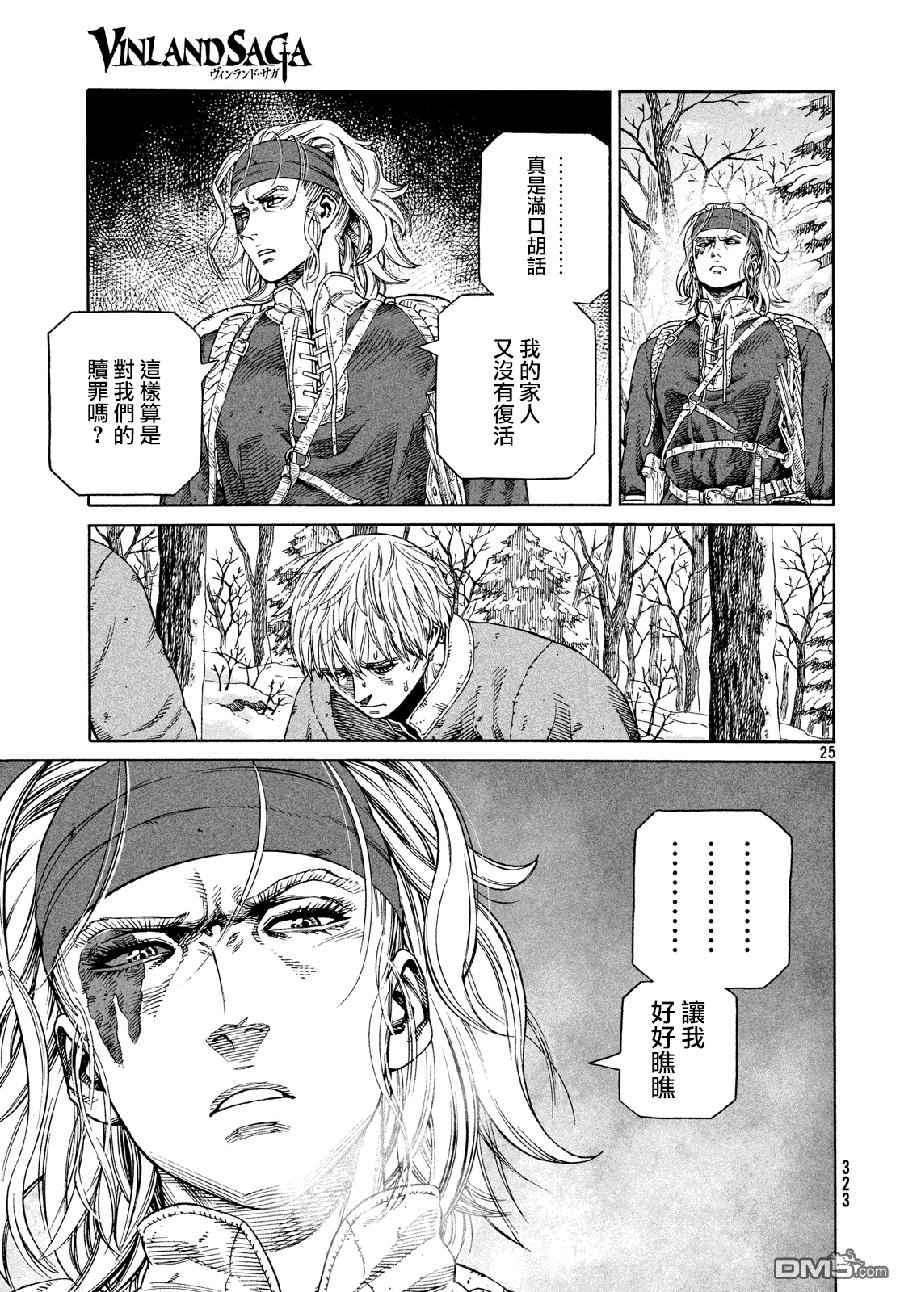 VINLAND SAGA
ヴィンランド・サガ
…………
真是滿口胡話
…………
我的家人
又沒有復活
這樣算是
對我們的
贖罪嗎？
25
…………
…………
…………
讓我
好好瞧瞧
323
DM5.com